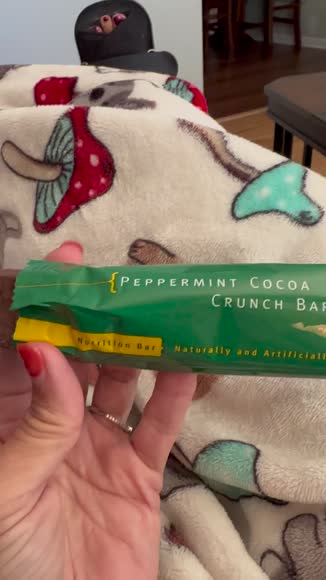 {PEPPERMINT COCOA
CRUNCH BAR
Nutrition Bar • Naturally and Artificiall